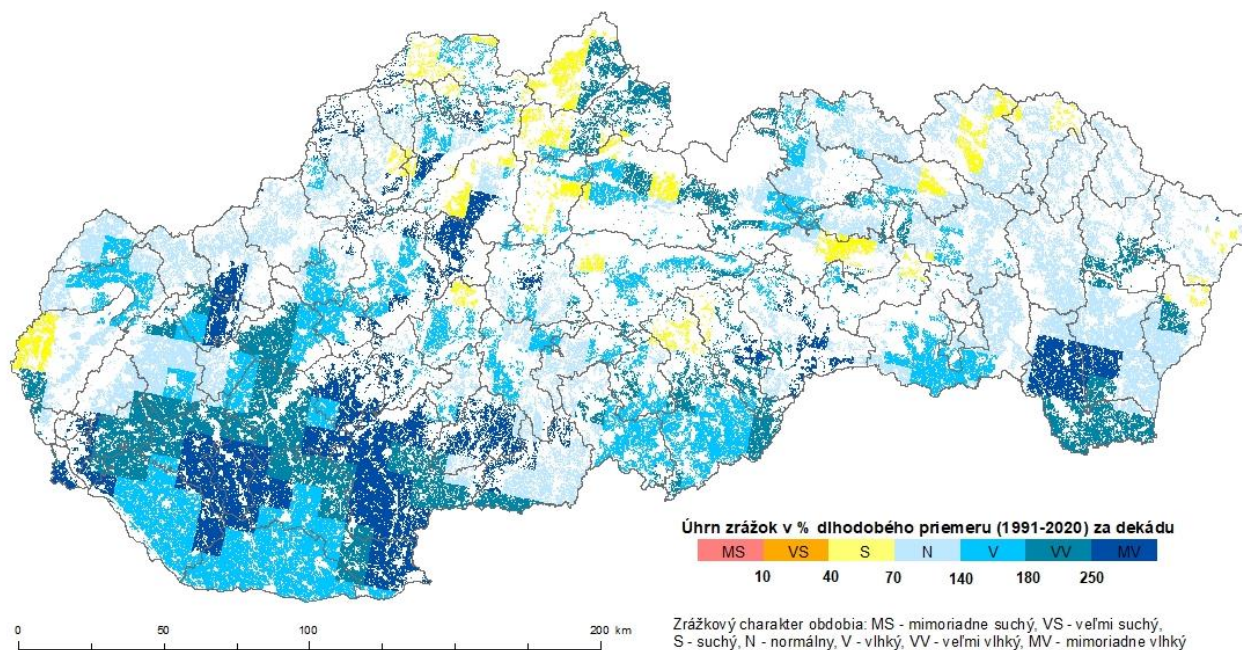 Úhrn zrážok v % dlhodobého priemeru (1991-2020) za dekádu
MS VS S N V VV MV
10 40 70 140 180 250
0 50 100 200 km
Zrážkový charakter obdobia: MS - mimoriadne suchý, VS - veľmi suchý,
S - suchý, N - normálny, V - vlhký, VV - veľmi vlhký, MV - mimoriadne vlhký